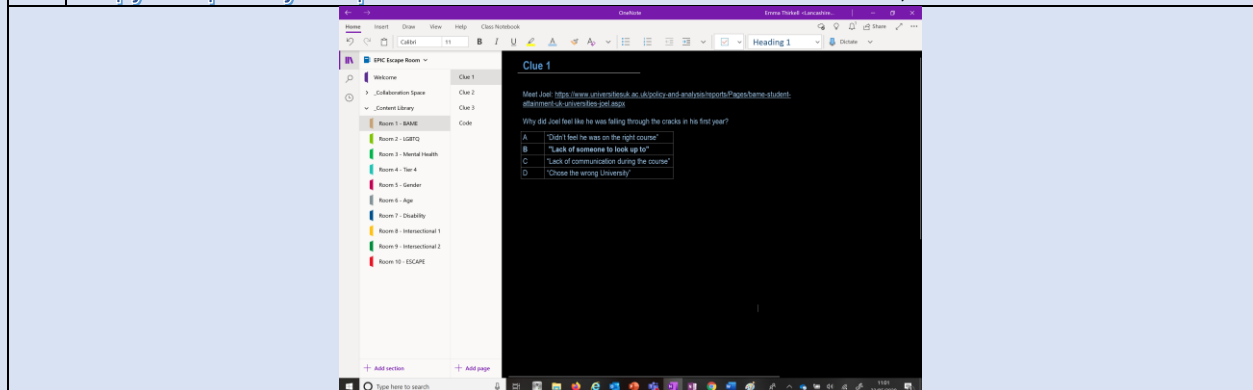 OneNote
Emma Thirkell <Lancashire...
Home Insert Draw View Help Class Notebook
Share
Calibri 11 B I U Heading 1 Dictate
EPIC Escape Room
Welcome
_Collaboration Space
_Content Library
Room 1 - BAME
Room 2 - LGBTQ
Room 3 - Mental Health
Room 4 - Tier 4
Room 5 - Gender
Room 6 - Age
Room 7 - Disability
Room 8 - Intersectional 1
Room 9 - Intersectional 2
Room 10 - ESCAPE
+ Add section
Clue 1
Clue 2
Clue 3
Code
+ Add page
Clue 1
Meet Joel: https://www.universitiesuk.ac.uk/policy-and-analysis/reports/Pages/bame-student-
attainment-uk-universities-joel.aspx
Why did Joel feel like he was falling through the cracks in his first year?
A "Didn't feel he was on the right course"
B "Lack of someone to look up to"
C "Lack of communication during the course"
D "Chose the wrong University"
Type here to search
11:01